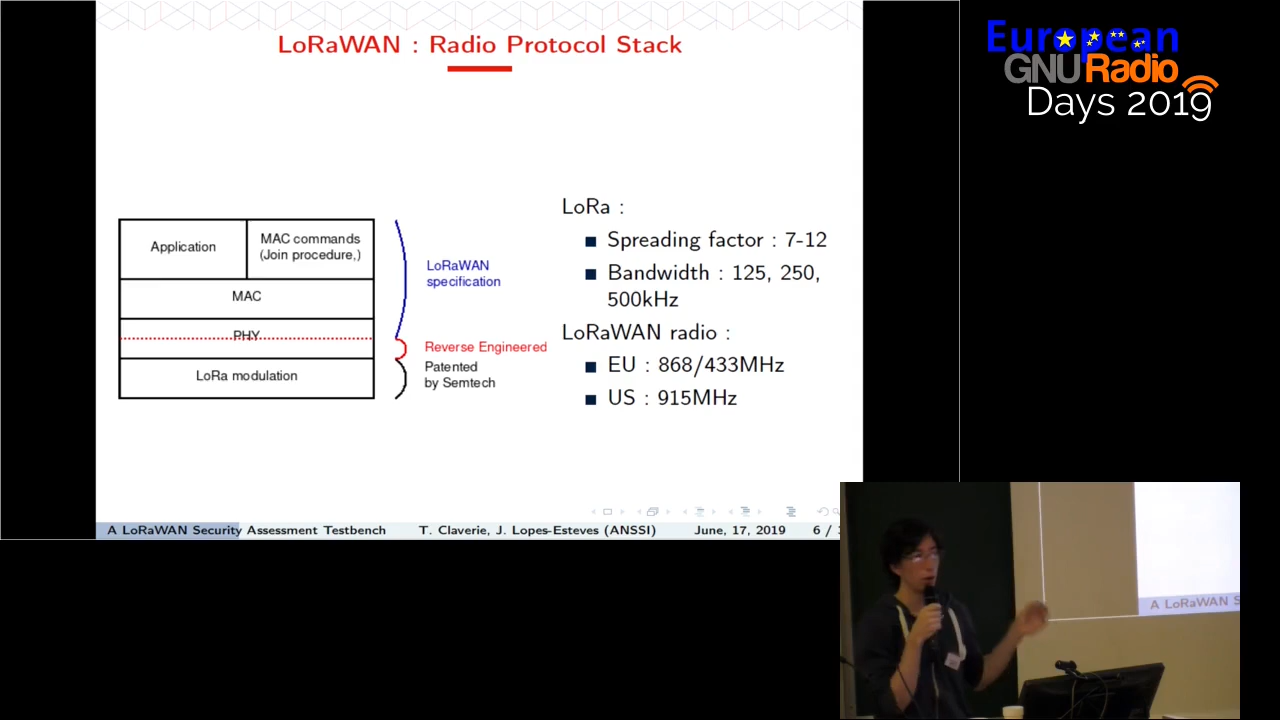 LoRaWAN : Radio Protocol Stack
European
GNURadio
Days 2019
Application
MAC commands
(Join procedure,)
MAC
PHY
LoRa modulation
LoRaWAN
specification
Reverse Engineered
Patented
by Semtech
LoRa :
Spreading factor : 7-12
Bandwidth : 125, 250,
500kHz
LoRaWAN radio :
EU : 868/433MHz
US : 915MHz
A LoRaWAN Security Assessment Testbench T. Claverie, J. Lopes-Esteves (ANSSI) June, 17, 2019 6 /
A LoRaWAN S